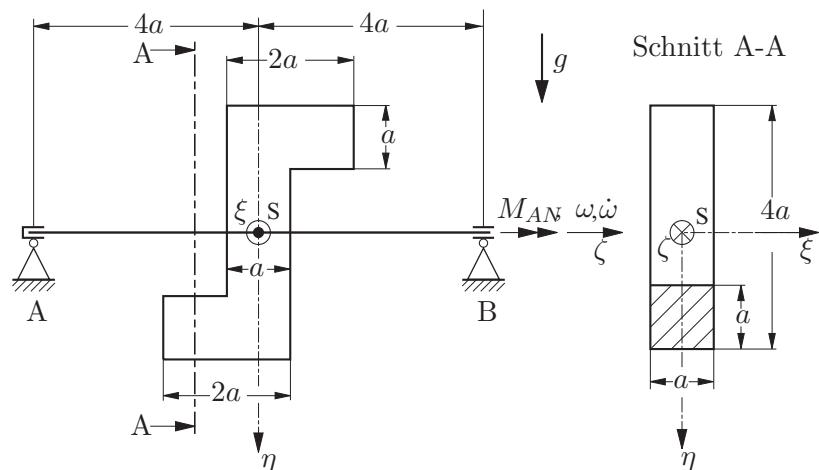 4a 4a
A 2a g Schnitt A-A
a
ξ S M_AN, ω,ω̇ S 4a
ζ ζ ξ
a
A B a
2a a
A
η η